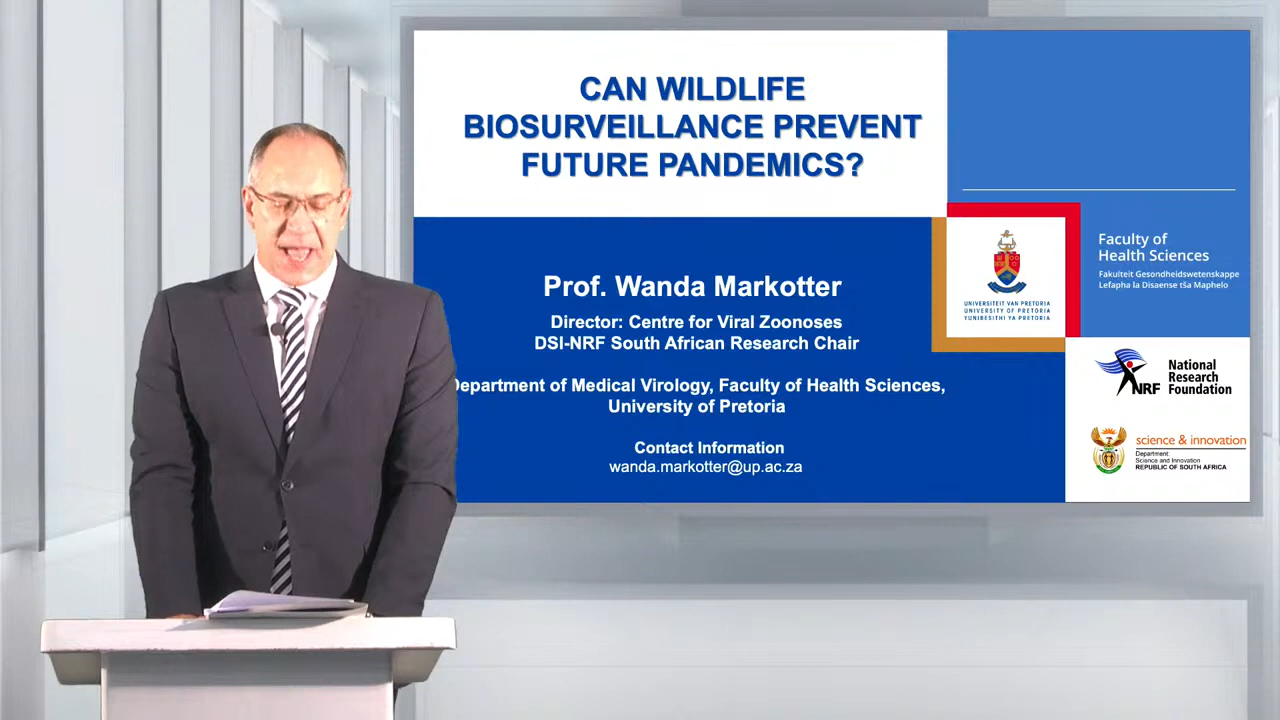 CAN WILDLIFE
BIOSURVEILLANCE PREVENT
FUTURE PANDEMICS?
Prof. Wanda Markotter
Director: Centre for Viral Zoonoses
DSI-NRF South African Research Chair
Department of Medical Virology, Faculty of Health Sciences,
University of Pretoria
Contact Information
wanda.markotter@up.ac.za
UNIVERSITEIT VAN PRETORIA
UNIVERSITY OF PRETORIA
YUNIBESITHI YA PRETORIA
Faculty of
Health Sciences
Fakulteit Gesondheidswetenskappe
Lefapha la Disaense tša Maphelo
NRF
National
Research
Foundation
science & innovation
Department:
Science and Innovation
REPUBLIC OF SOUTH AFRICA